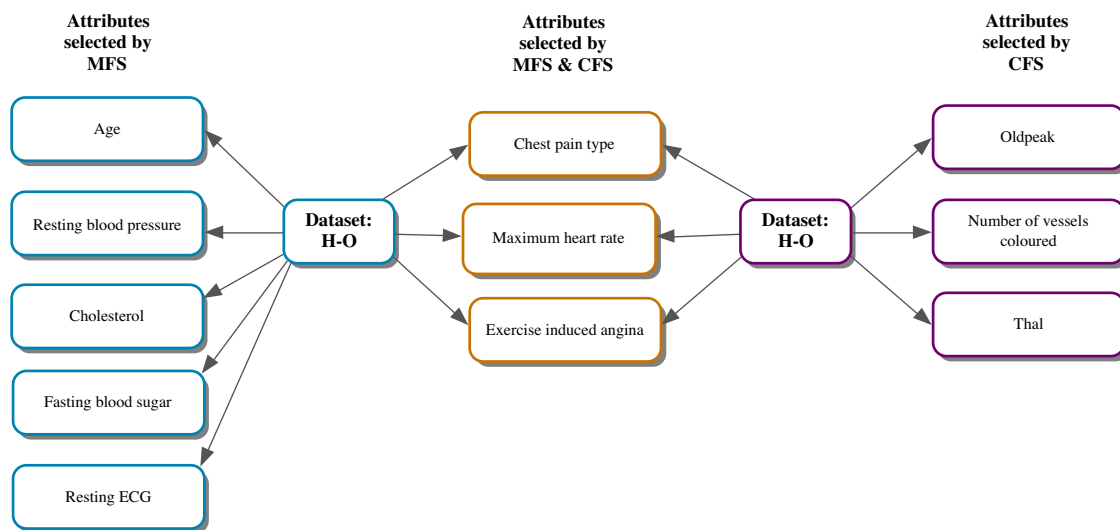 Attributes
selected by
MFS
Attributes
selected by
MFS & CFS
Attributes
selected by
CFS
Age
Resting blood pressure
Cholesterol
Fasting blood sugar
Resting ECG
Dataset:
H-O
Chest pain type
Maximum heart rate
Exercise induced angina
Dataset:
H-O
Oldpeak
Number of vessels
coloured
Thal